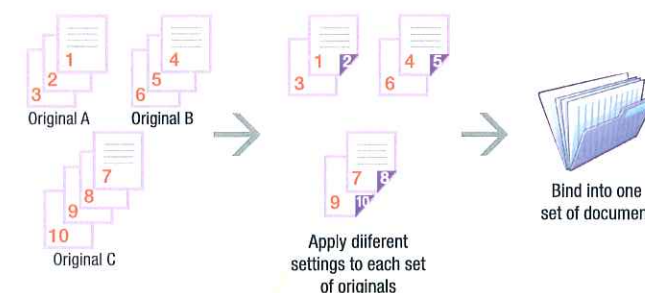 1
2
3
Original A
4
5
6
Original B
7
8
9
10
Original C
1
2
3
4
5
6
7
8
9
10
Apply diiferent
settings to each set
of originals
Bind into one
set of documen